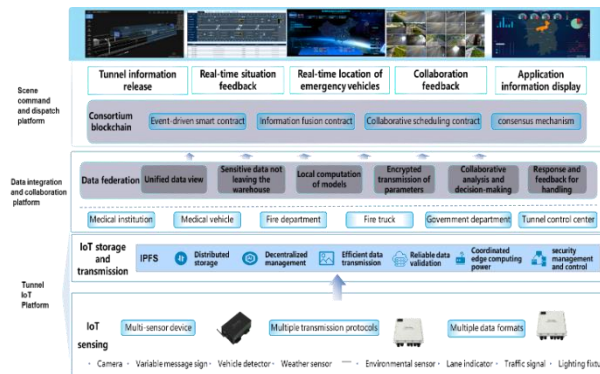 Scene
command
and dispatch
platform
Tunnel information
release
Real-time situation
feedback
Real-time location of
emergency vehicles
Collaboration
feedback
Application
information display
Consortium
blockchain
Event-driven smart contract
Information fusion contract
Collaborative scheduling contract
consensus mechanism
Data integration
and collaboration
platform
Data federation
Unified data view
Sensitive data not
leaving the
warehouse
Local computation
of models
Encrypted
transmission of
parameters
Collaborative
analysis and
decision-making
Response and
feedback for
handling
Medical institution
Medical vehicle
Fire department
Fire truck
Government department
Tunnel control center
Tunnel
IoT
Platform
IoT storage
and
transmission
IPFS
Distributed
storage
Decentralized
management
Efficient data
transmission
Reliable data
validation
Coordinated
edge computing
power
security
management
and control
IoT
sensing
Multi-sensor device
Multiple transmission protocols
Multiple data formats
· Camera · Variable message sign · Vehicle detector · Weather sensor — · Environmental sensor · Lane indicator · Traffic signal · Lighting fixtu